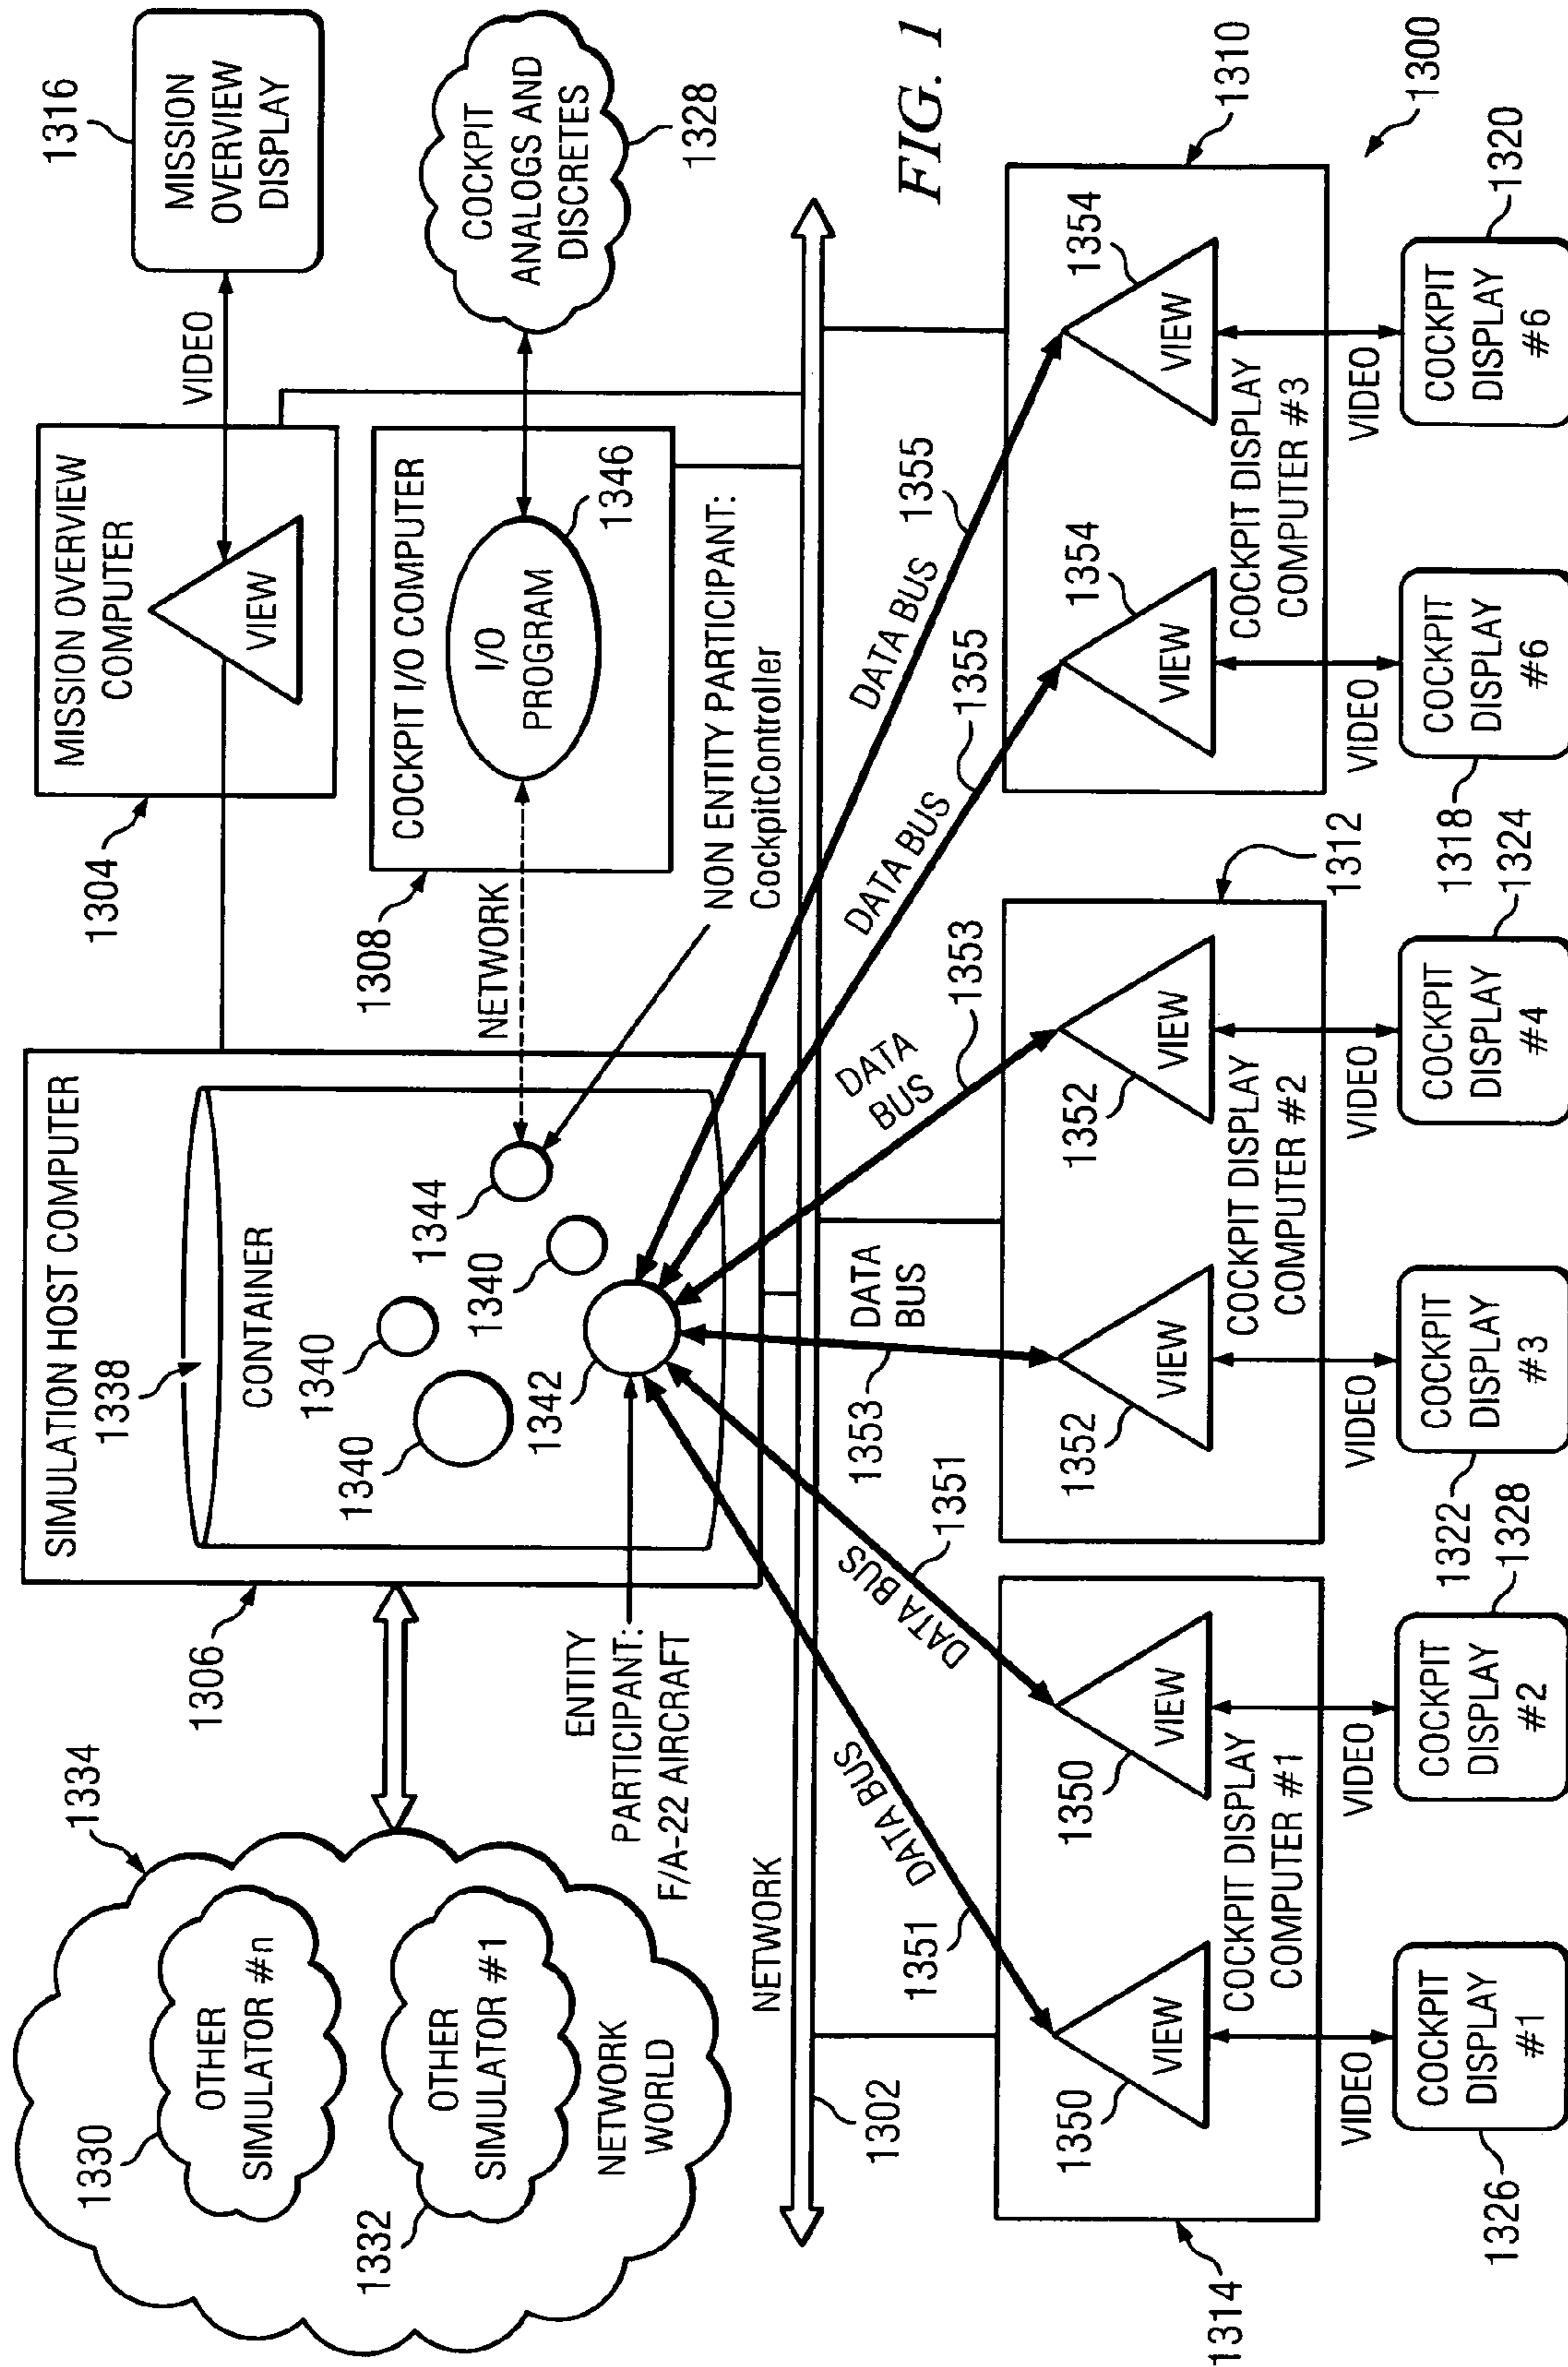 1334
1330
OTHER
SIMULATOR #n
1332
OTHER
SIMULATOR #1
NETWORK
WORLD
1306
SIMULATION HOST COMPUTER
1338
CONTAINER
1340
1340
1340
1344
1342
ENTITY
PARTICIPANT:
F/A-22 AIRCRAFT
1304
MISSION OVERVIEW
COMPUTER
VIEW
VIDEO
1316
MISSION
OVERVIEW
DISPLAY
1308
COCKPIT I/O COMPUTER
I/O
PROGRAM
1346
NETWORK
COCKPIT
ANALOGS AND
DISCRETES
1328
NON ENTITY PARTICIPANT:
CockpitController
NETWORK
1302
DATA BUS
1351
DATA BUS
1351
DATA
BUS
1353
DATA
BUS
1353
DATA BUS
1355
DATA BUS
1355
FIG. 1
1314
1350
VIEW
1350
VIEW
COCKPIT DISPLAY
COMPUTER #1
1312
1352
VIEW
1352
VIEW
COCKPIT DISPLAY
COMPUTER #2
1310
1354
VIEW
1354
VIEW
COCKPIT DISPLAY
COMPUTER #3
1300
VIDEO
VIDEO
VIDEO
VIDEO
VIDEO
VIDEO
1326
COCKPIT
DISPLAY
#1
1328
COCKPIT
DISPLAY
#2
1322
COCKPIT
DISPLAY
#3
1324
COCKPIT
DISPLAY
#4
1318
COCKPIT
DISPLAY
#6
1320
COCKPIT
DISPLAY
#6